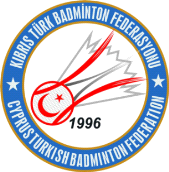 KIBRIS TÜRK BADMİNTON FEDERASYONU
1996
CYPRUS TURKISH BADMINTON FEDERATION